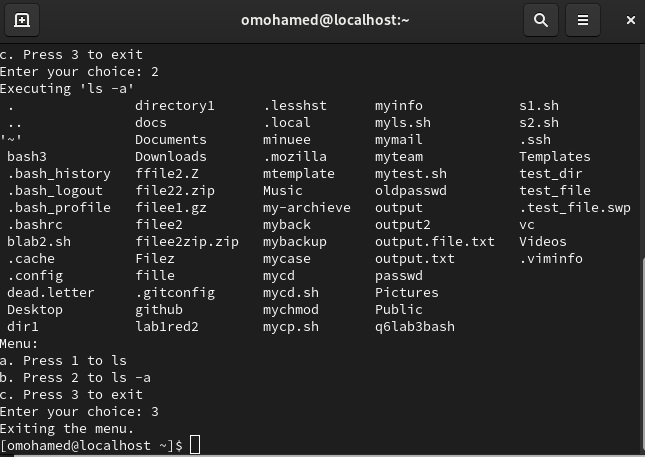 omohamed@localhost:~
c. Press 3 to exit
Enter your choice: 2
Executing 'ls -a'
. directory1 .lesshst myinfo s1.sh
.. docs .local myls.sh s2.sh
'~' Documents minuee mymail .ssh
bash3 Downloads .mozilla myteam Templates
.bash_history ffile2.Z mtemplate mytest.sh test_dir
.bash_logout file22.zip Music oldpasswd test_file
.bash_profile filee1.gz my-archieve output .test_file.swp
.bashrc filee2 myback output2 vc
blab2.sh filee2zip.zip mybackup output.file.txt Videos
.cache Filez mycase output.txt .viminfo
.config fille mycd passwd
dead.letter .gitconfig mycd.sh Pictures
Desktop github mychmod Public
dir1 lab1red2 mycp.sh q6lab3bash
Menu:
a. Press 1 to ls
b. Press 2 to ls -a
c. Press 3 to exit
Enter your choice: 3
Exiting the menu.
[omohamed@localhost ~]$